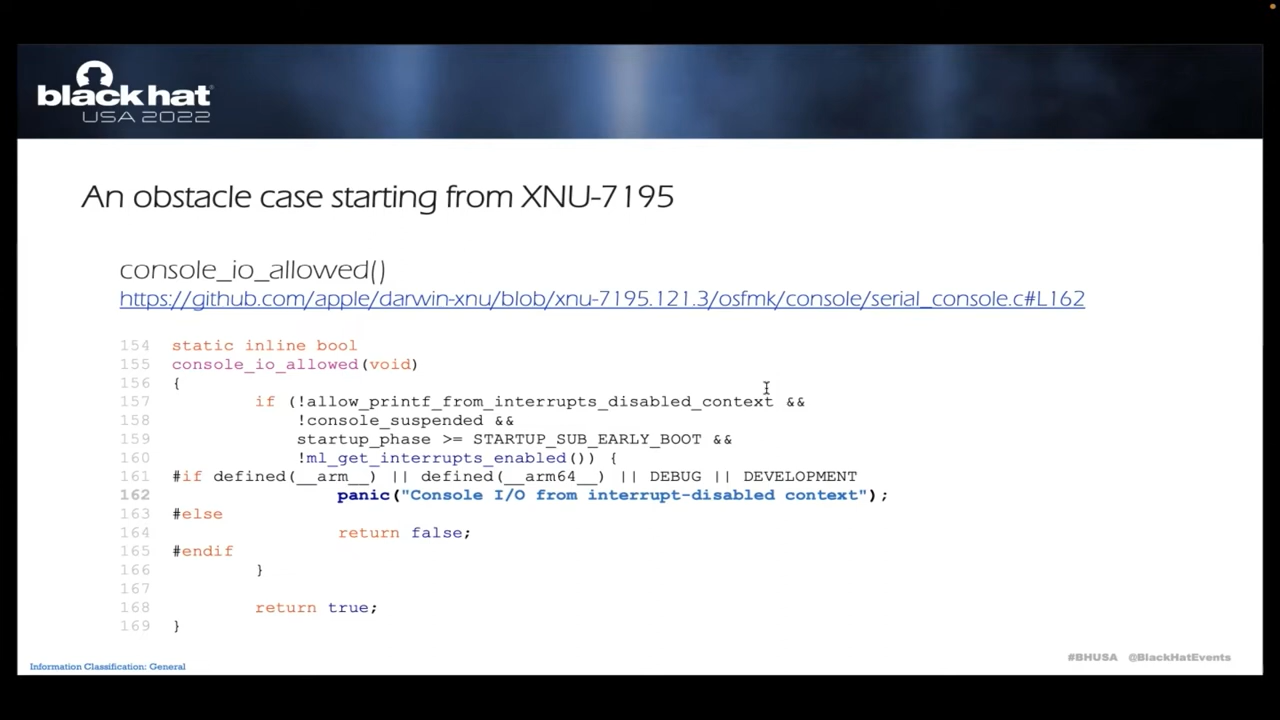 black hat
USA 2022
An obstacle case starting from XNU-7195
console_io_allowed()
https://github.com/apple/darwin-xnu/blob/xnu-7195.121.3/osfmk/console/serial_console.c#L162
154 static inline bool
155 console_io_allowed(void)
156 {
157 if (!allow_printf_from_interrupts_disabled_context &&
158 !console_suspended &&
159 startup_phase >= STARTUP_SUB_EARLY_BOOT &&
160 !ml_get_interrupts_enabled()) {
161 #if defined(__arm__) || defined(__arm64__) || DEBUG || DEVELOPMENT
162 panic("Console I/O from interrupt-disabled context");
163 #else
164 return false;
165 #endif
166 }
167
168 return true;
169 }
Information Classification: General
#BHUSA @BlackHatEvents